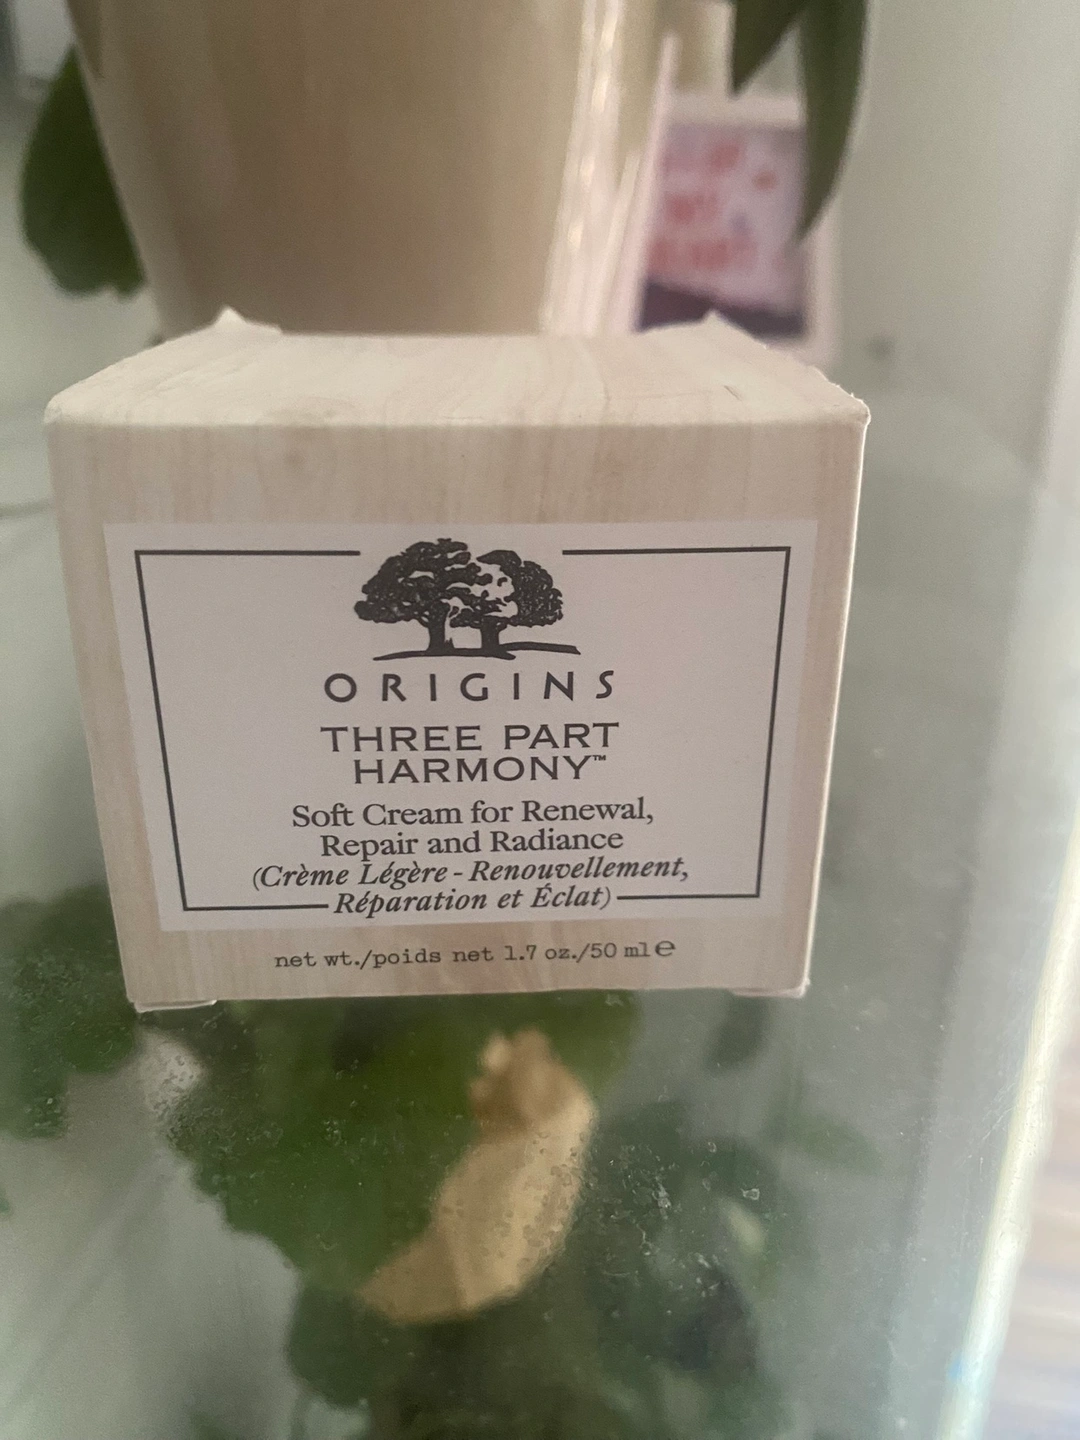 ORIGINS
THREE PART
HARMONY™
Soft Cream for Renewal,
Repair and Radiance
(Crème Légère - Renouvellement,
Réparation et Éclat)
net wt./poids net 1.7 oz./50 ml ℮